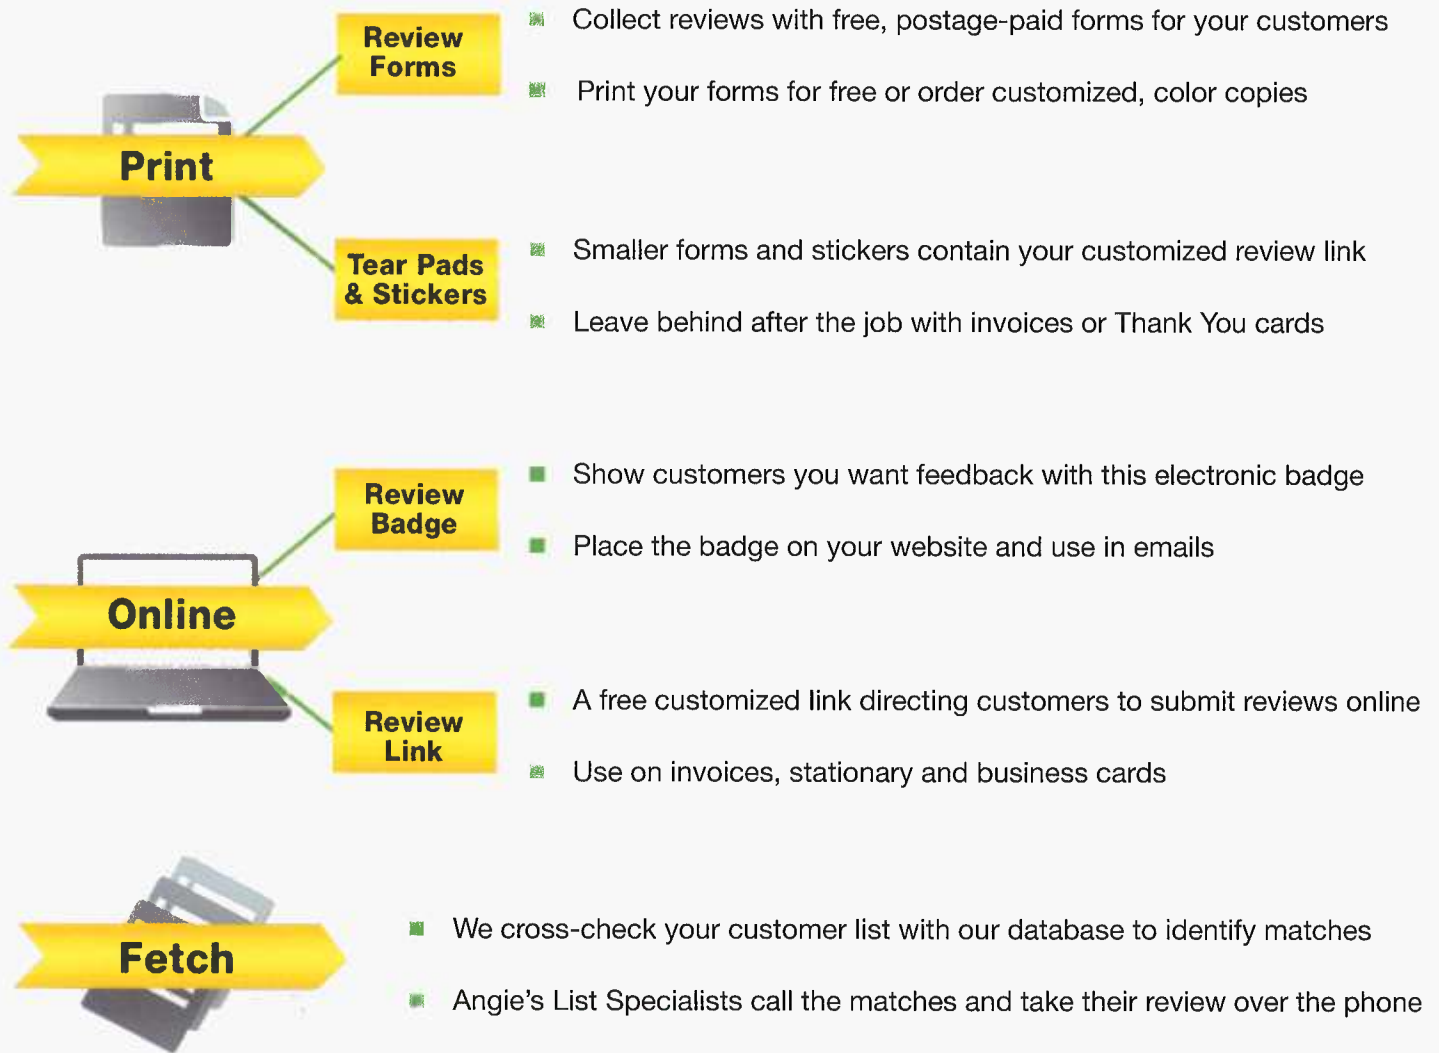 Print
Review
Forms
Collect reviews with free, postage-paid forms for your customers
Print your forms for free or order customized, color copies
Tear Pads
& Stickers
Smaller forms and stickers contain your customized review link
Leave behind after the job with invoices or Thank You cards
Online
Review
Badge
Show customers you want feedback with this electronic badge
Place the badge on your website and use in emails
Review
Link
A free customized link directing customers to submit reviews online
Use on invoices, stationary and business cards
Fetch
We cross-check your customer list with our database to identify matches
Angie's List Specialists call the matches and take their review over the phone